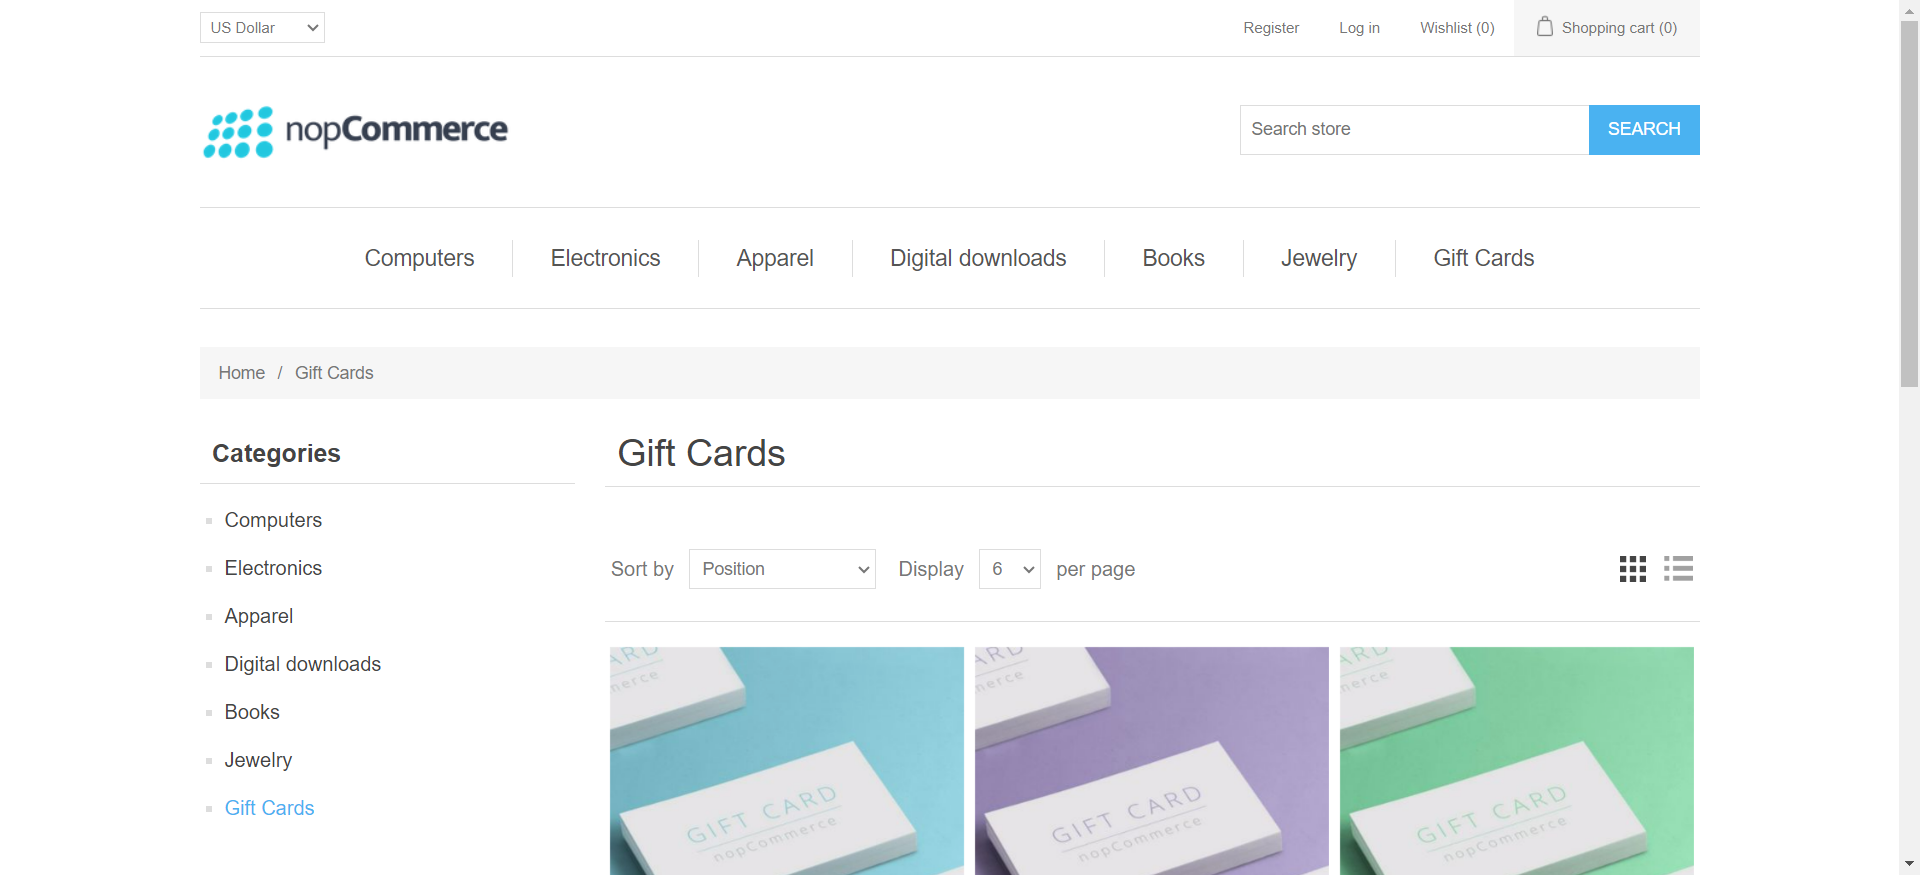 US Dollar
Register
Log in
Wishlist (0)
Shopping cart (0)
nopCommerce
Search store
SEARCH
Computers
Electronics
Apparel
Digital downloads
Books
Jewelry
Gift Cards
Home / Gift Cards
Categories
Computers
Electronics
Apparel
Digital downloads
Books
Jewelry
Gift Cards
Gift Cards
Sort by
Position
Display
6
per page
ARD
merce
GIFT CARD
nopCommerce
ARD
merce
GIFT CARD
nopCommerce
ARD
merce
GIFT CARD
nopCommerce